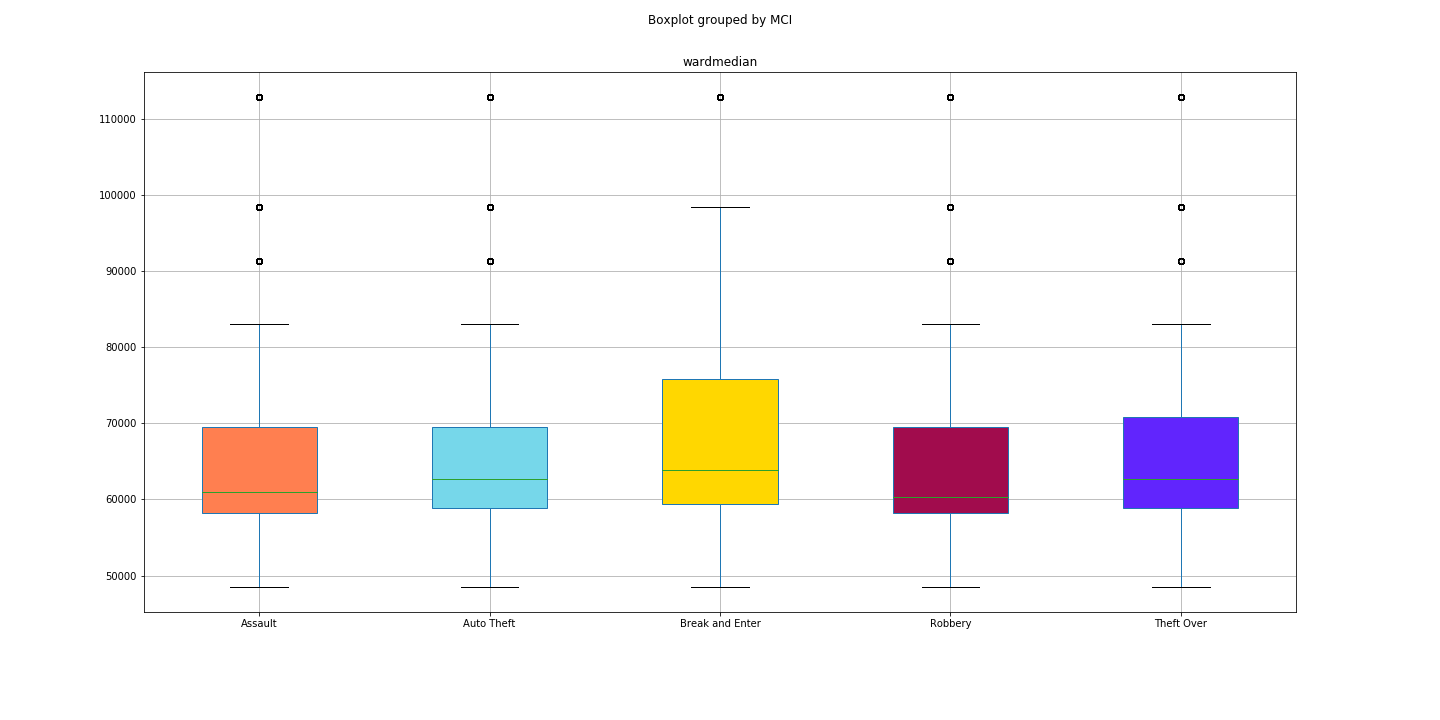 Boxplot grouped by MCI
wardmedian
110000
100000
90000
80000
70000
60000
50000
Assault Auto Theft Break and Enter Robbery Theft Over